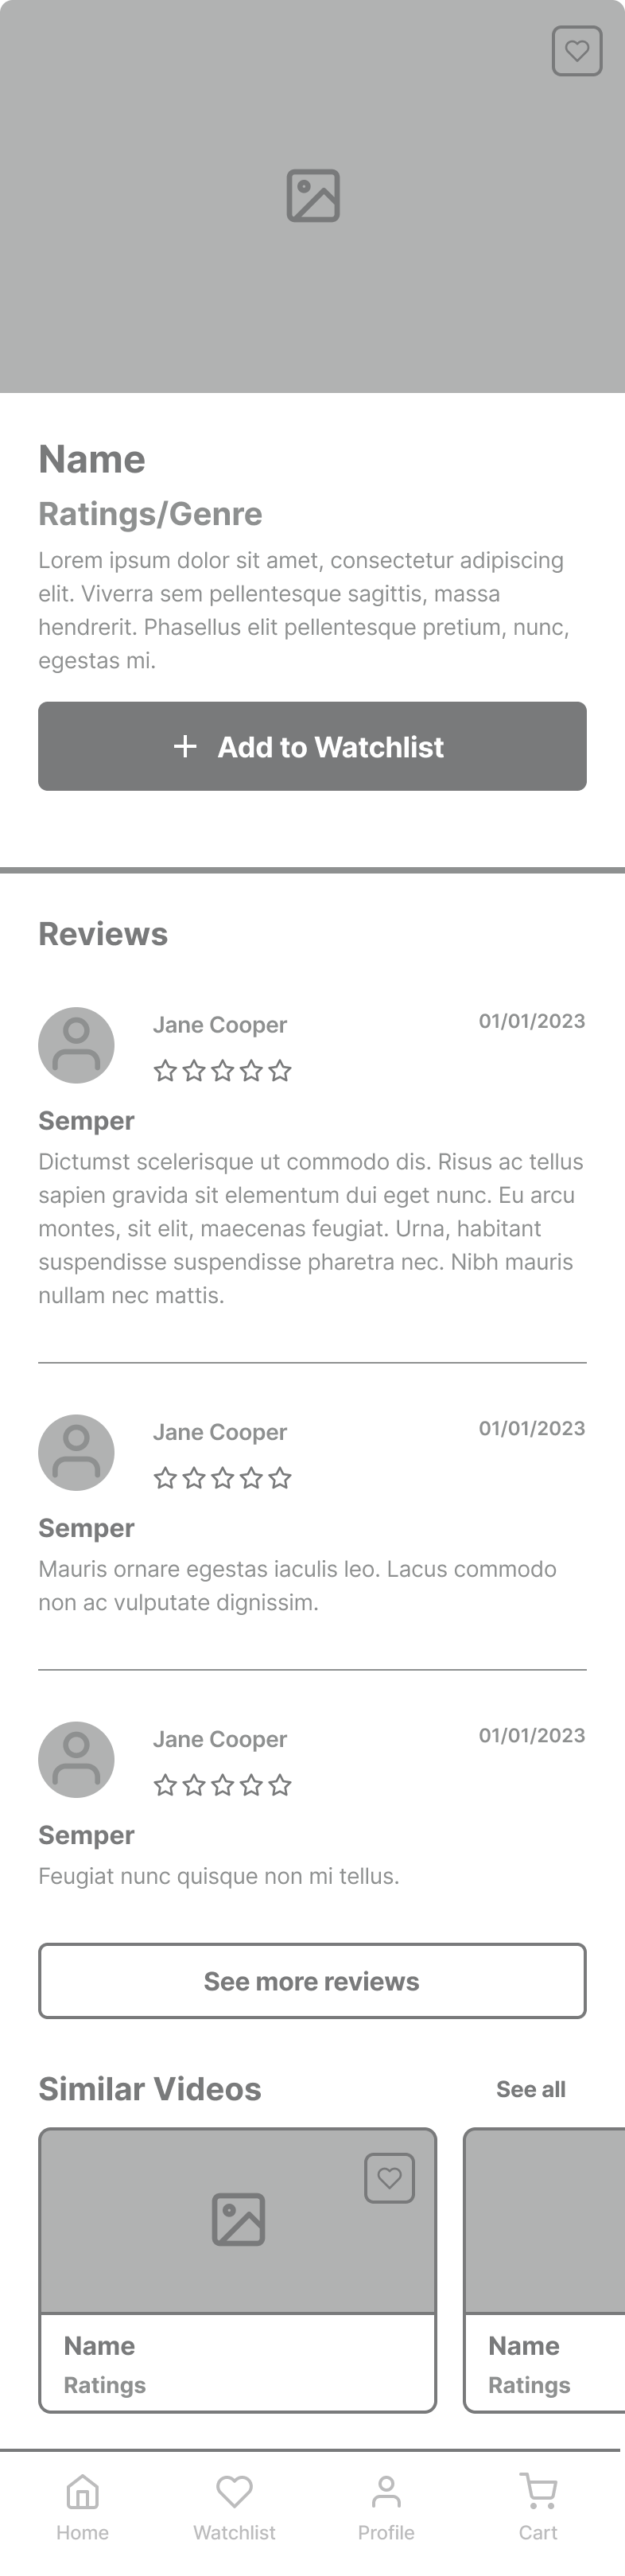 Name
Ratings/Genre
Lorem ipsum dolor sit amet, consectetur adipiscing
elit. Viverra sem pellentesque sagittis, massa
hendrerit. Phasellus elit pellentesque pretium, nunc,
egestas mi.
Add to Watchlist
Reviews
Jane Cooper 01/01/2023
Semper
Dictumst scelerisque ut commodo dis. Risus ac tellus
sapien gravida sit elementum dui eget nunc. Eu arcu
montes, sit elit, maecenas feugiat. Urna, habitant
suspendisse suspendisse pharetra nec. Nibh mauris
nullam nec mattis.
Jane Cooper 01/01/2023
Semper
Mauris ornare egestas iaculis leo. Lacus commodo
non ac vulputate dignissim.
Jane Cooper 01/01/2023
Semper
Feugiat nunc quisque non mi tellus.
See more reviews
Similar Videos See all
Name Name
Ratings Ratings
Home Watchlist Profile Cart